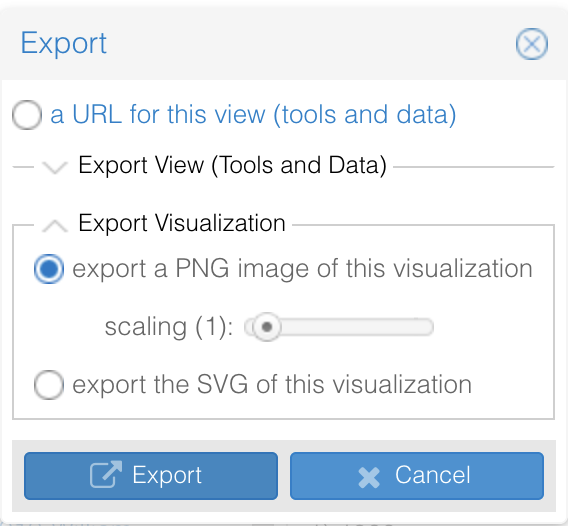 Export
a URL for this view (tools and data)
Export View (Tools and Data)
Export Visualization
export a PNG image of this visualization
scaling (1):
export the SVG of this visualization
Export
Cancel